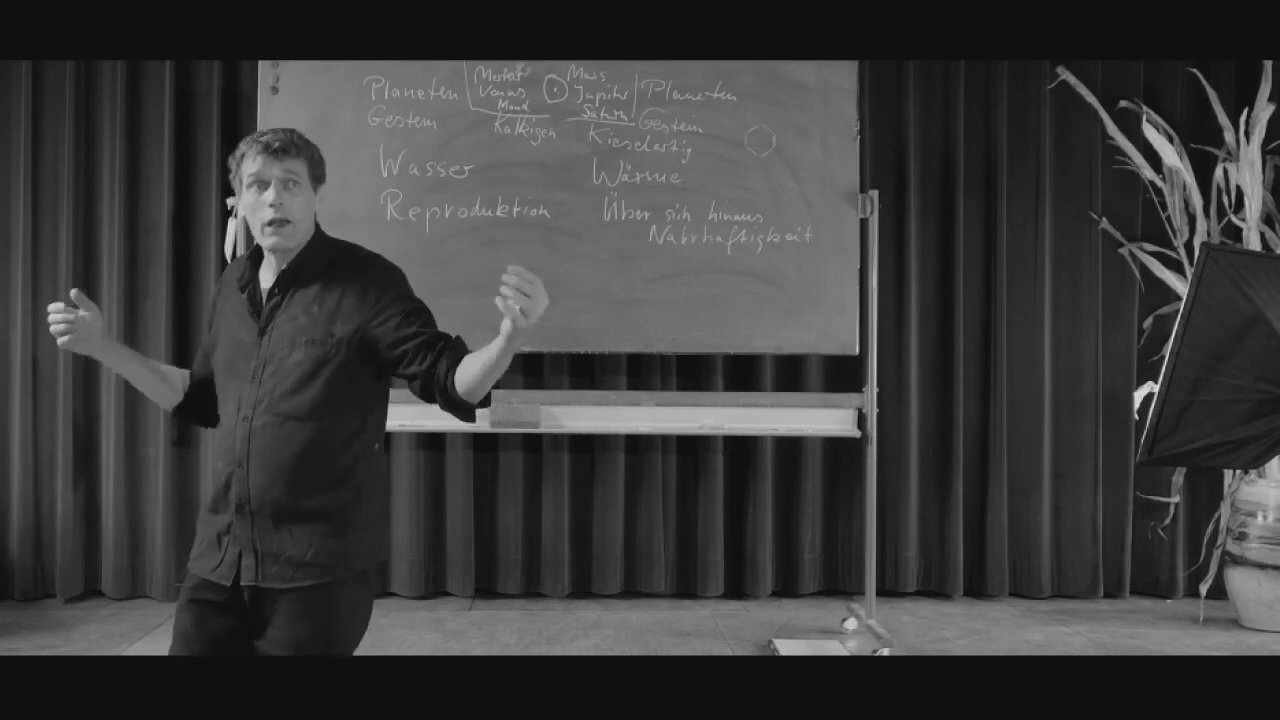 Planeten Merkur Mars Planeten
Venus Jupiter
Mond Saturn
Gestein Kalkigen Gestein
Kieselartig
Wasser Wärme
Reproduktion Über sich hinaus
Nahrhaftigkeit